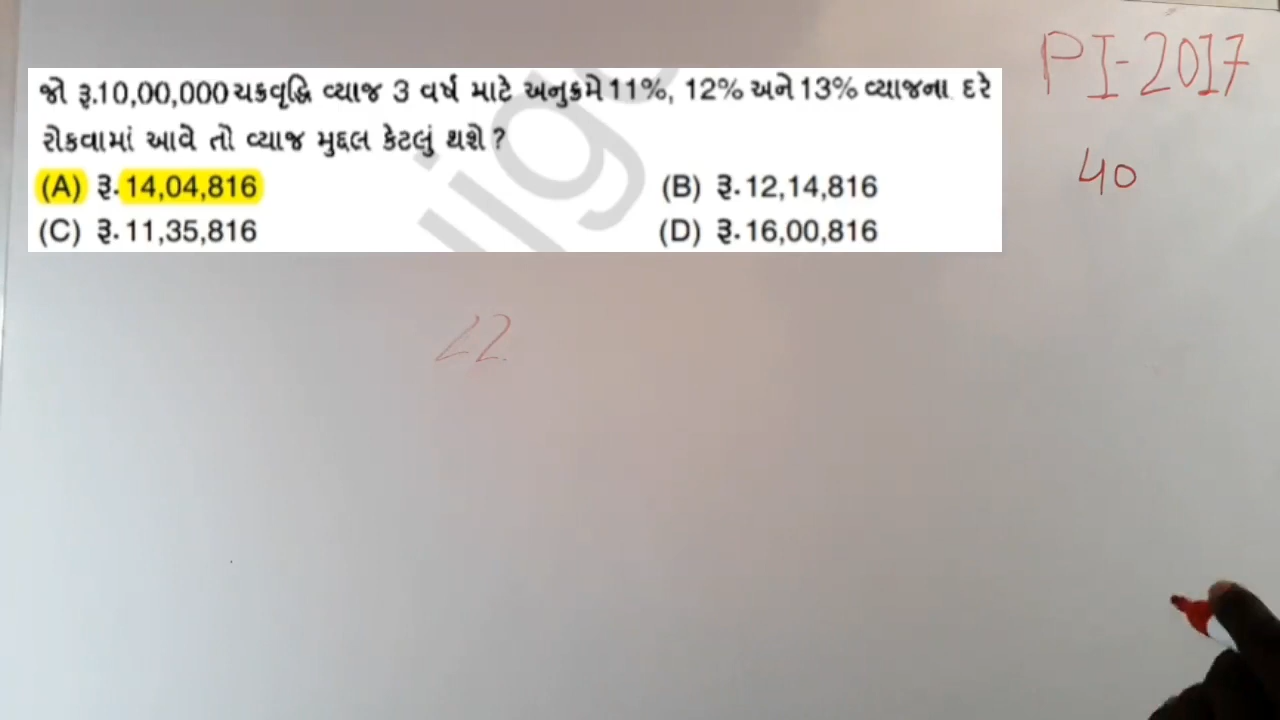 PI-2017
જો રૂ.10,00,000 ચક્રવૃદ્ધિ વ્યાજ 3 વર્ષ માટે અનુક્રમે 11%, 12% અને 13% વ્યાજના દરે
રોકવામાં આવે તો વ્યાજ મુદ્દલ કેટલું થશે ?
40
(A) રૂ. 14,04,816 (B) રૂ. 12,14,816
(C) રૂ. 11,35,816 (D) રૂ. 16,00,816
22